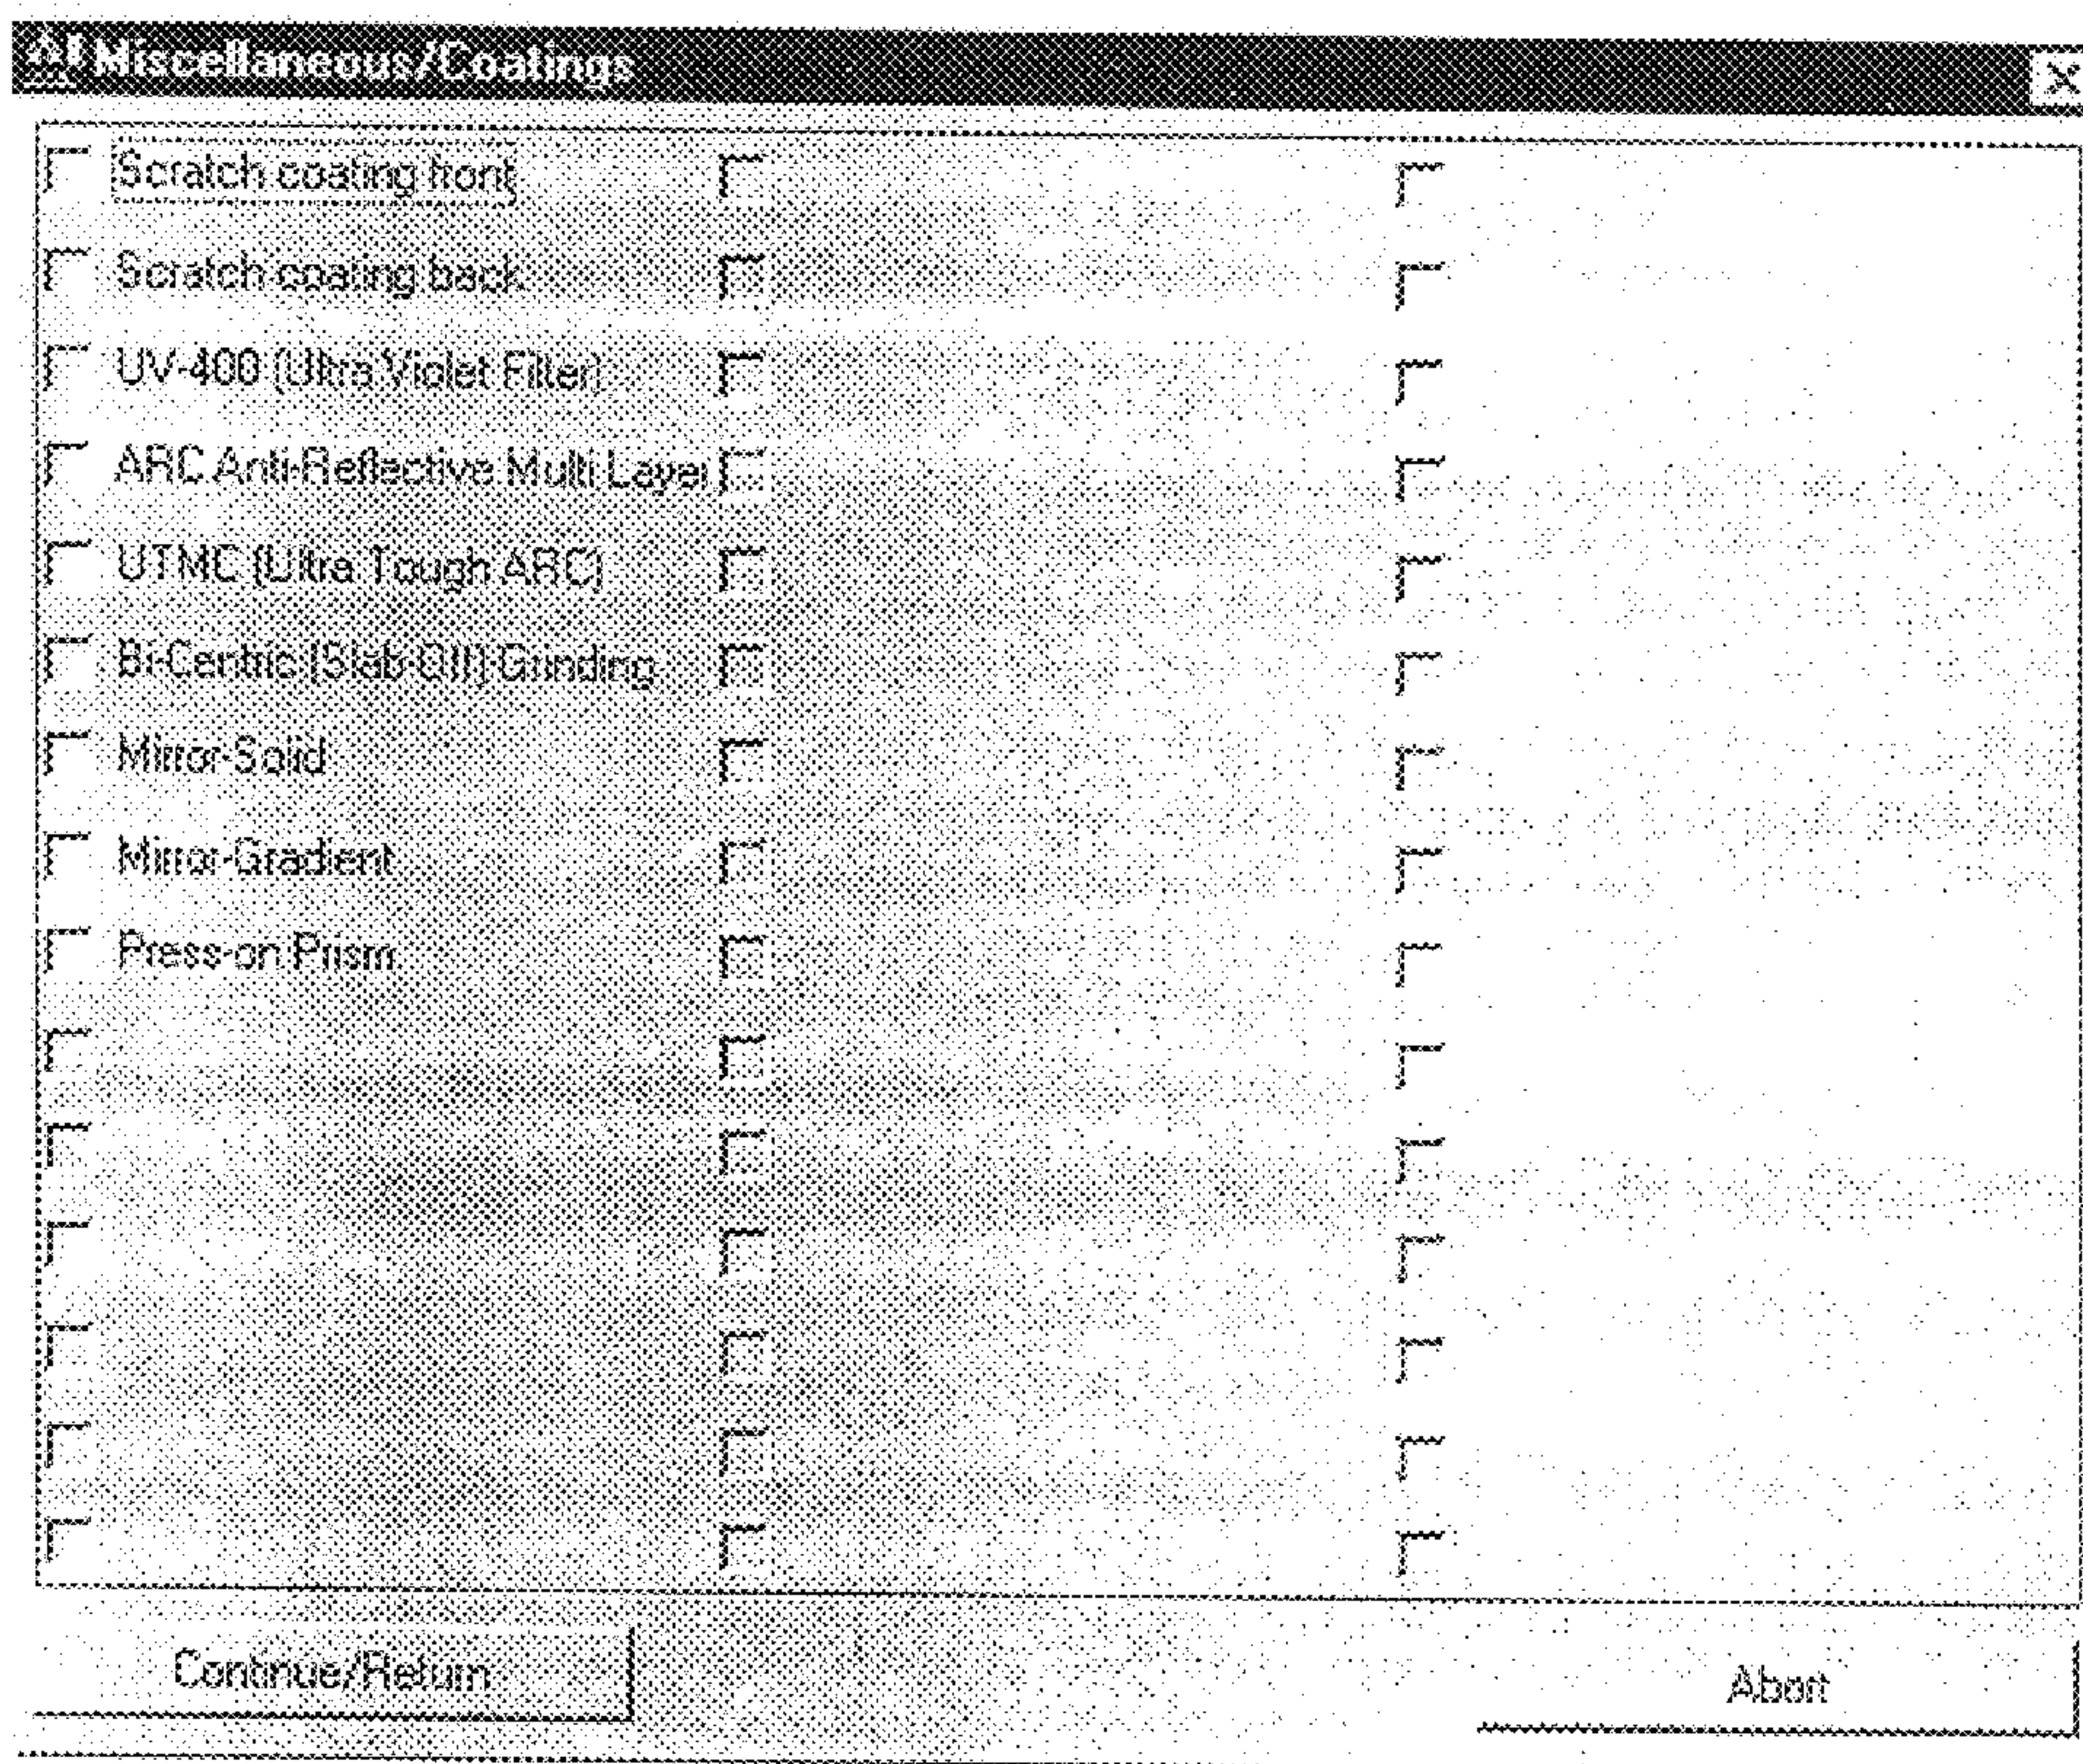 Miscellaneous/Coatings
Scratch coating front
Scratch coating back
UV-400 (Ultra Violet Filter)
ARC Anti-Reflective Multi Layer
UTMC (Ultra Tough ARC)
Bi-Centric (Slab-Off) Grinding
Mirror-Solid
Mirror-Gradient
Press-on Prism
Continue/Return
Abort